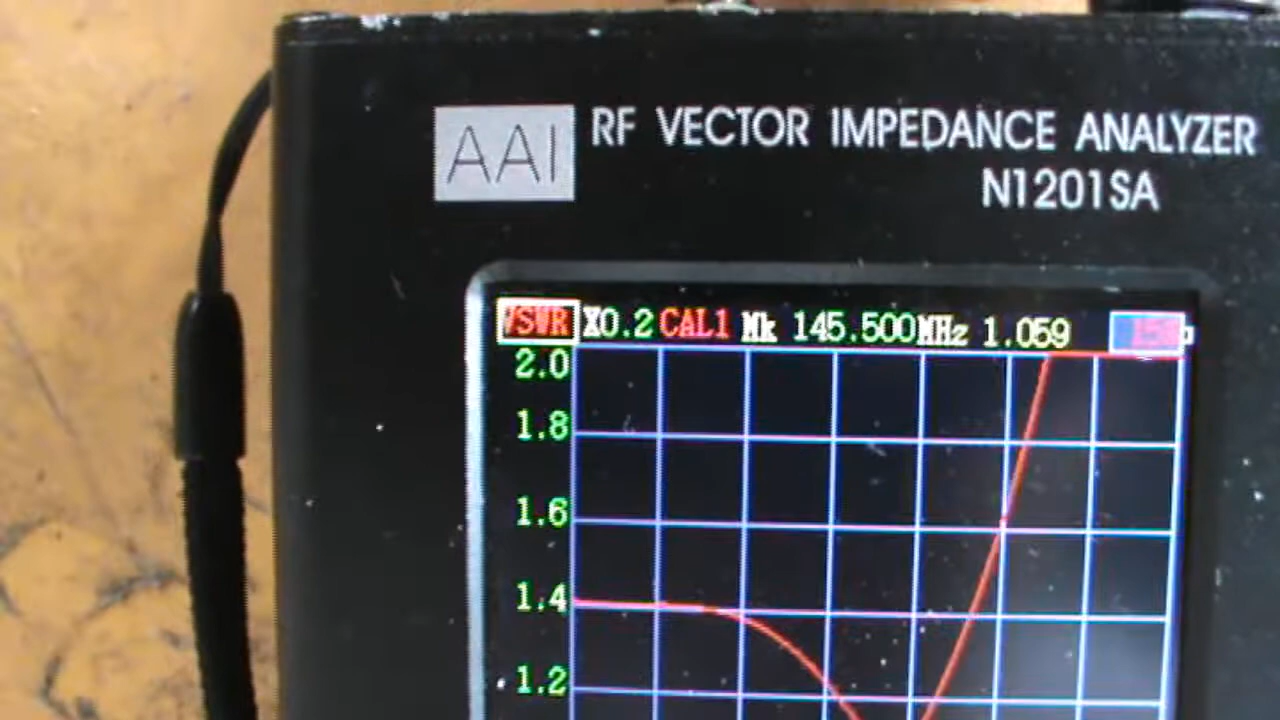 AAI RF VECTOR IMPEDANCE ANALYZER
N1201SA
VSWR X0.2 CAL1 Mk 145.500MHz 1.059
2.0
1.8
1.6
1.4
1.2